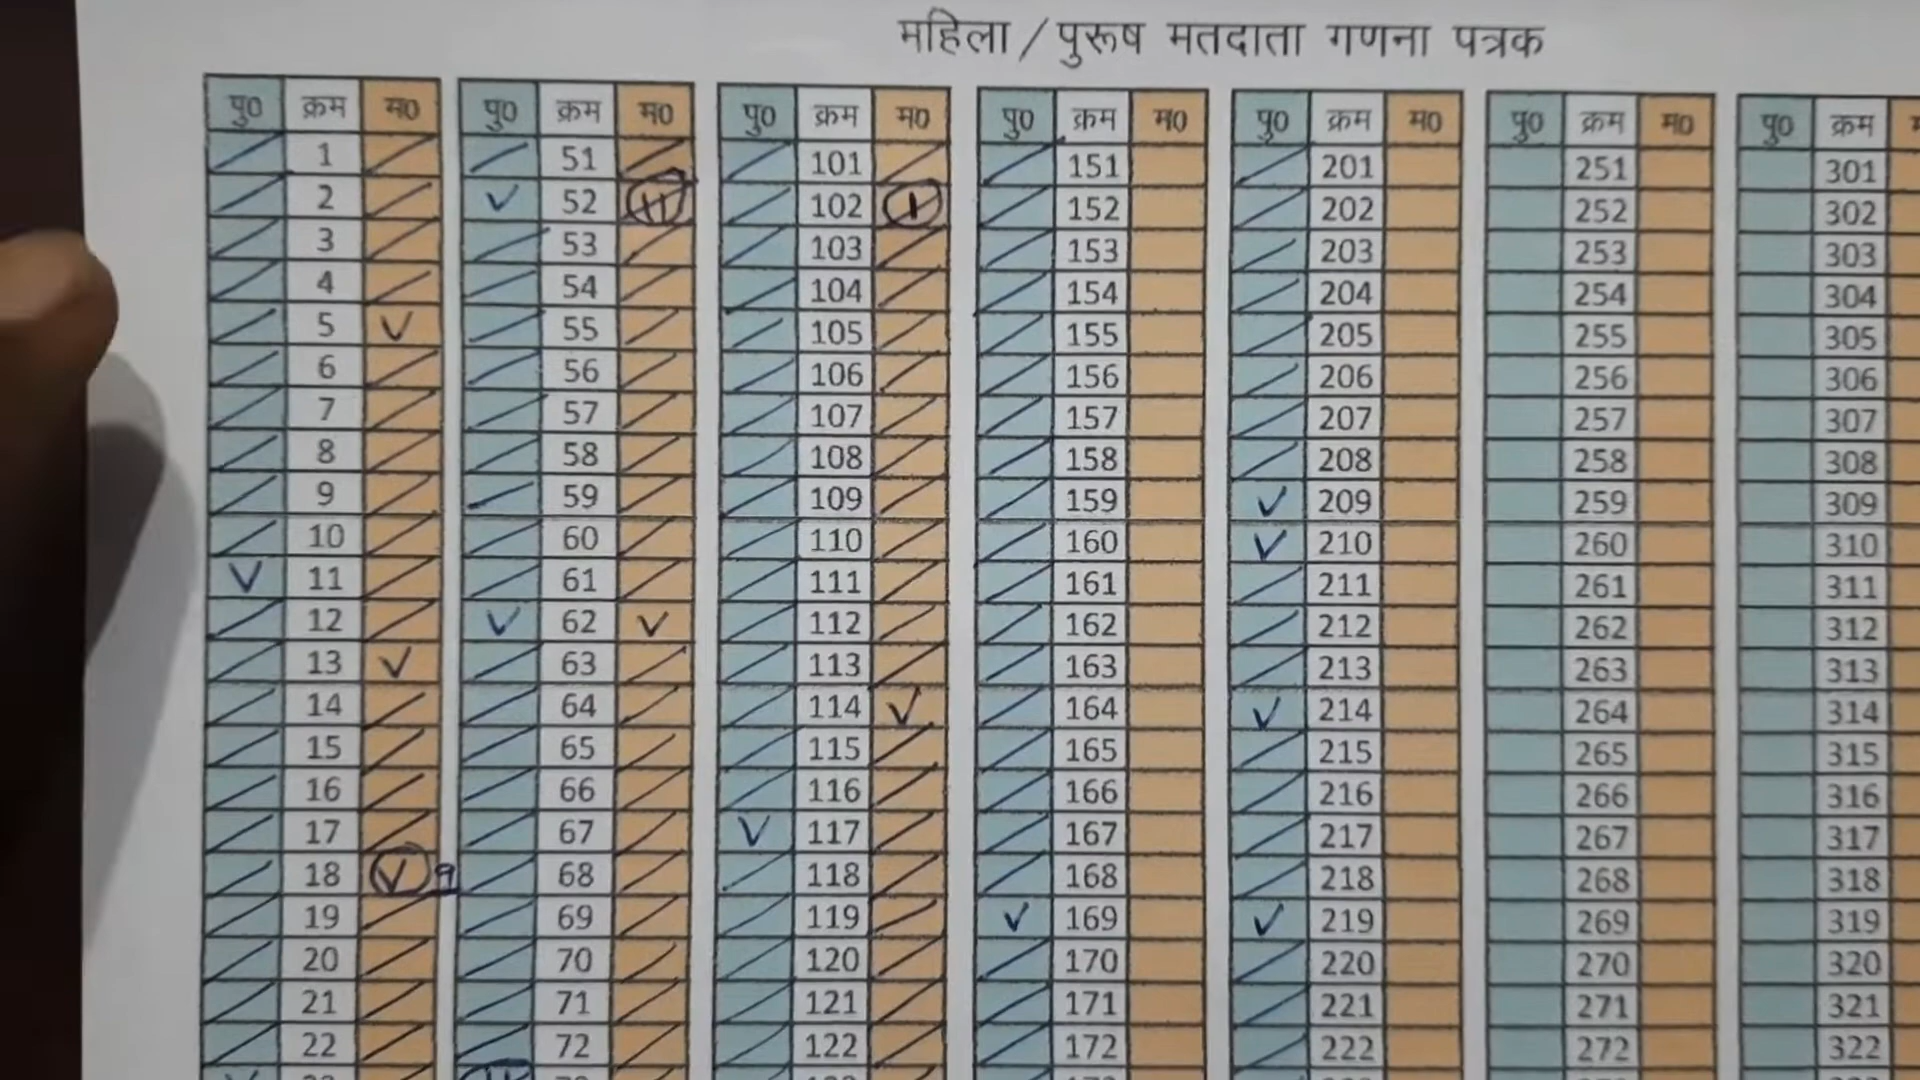 महिला/पुरूष मतदाता गणना पत्रक
पु0 क्रम म0 पु0 क्रम म0 पु0 क्रम म0 पु0 क्रम म0 पु0 क्रम म0 पु0 क्रम म0 पु0 क्रम
1 51 101 151 201 251 301
2 52 102 152 202 252 302
3 53 103 153 203 253 303
4 54 104 154 204 254 304
5 55 105 155 205 255 305
6 56 106 156 206 256 306
7 57 107 157 207 257 307
8 58 108 158 208 258 308
9 59 109 159 209 259 309
10 60 110 160 210 260 310
11 61 111 161 211 261 311
12 62 112 162 212 262 312
13 63 113 163 213 263 313
14 64 114 164 214 264 314
15 65 115 165 215 265 315
16 66 116 166 216 266 316
17 67 117 167 217 267 317
18 68 118 168 218 268 318
19 69 119 169 219 269 319
20 70 120 170 220 270 320
21 71 121 171 221 271 321
22 72 122 172 222 272 322